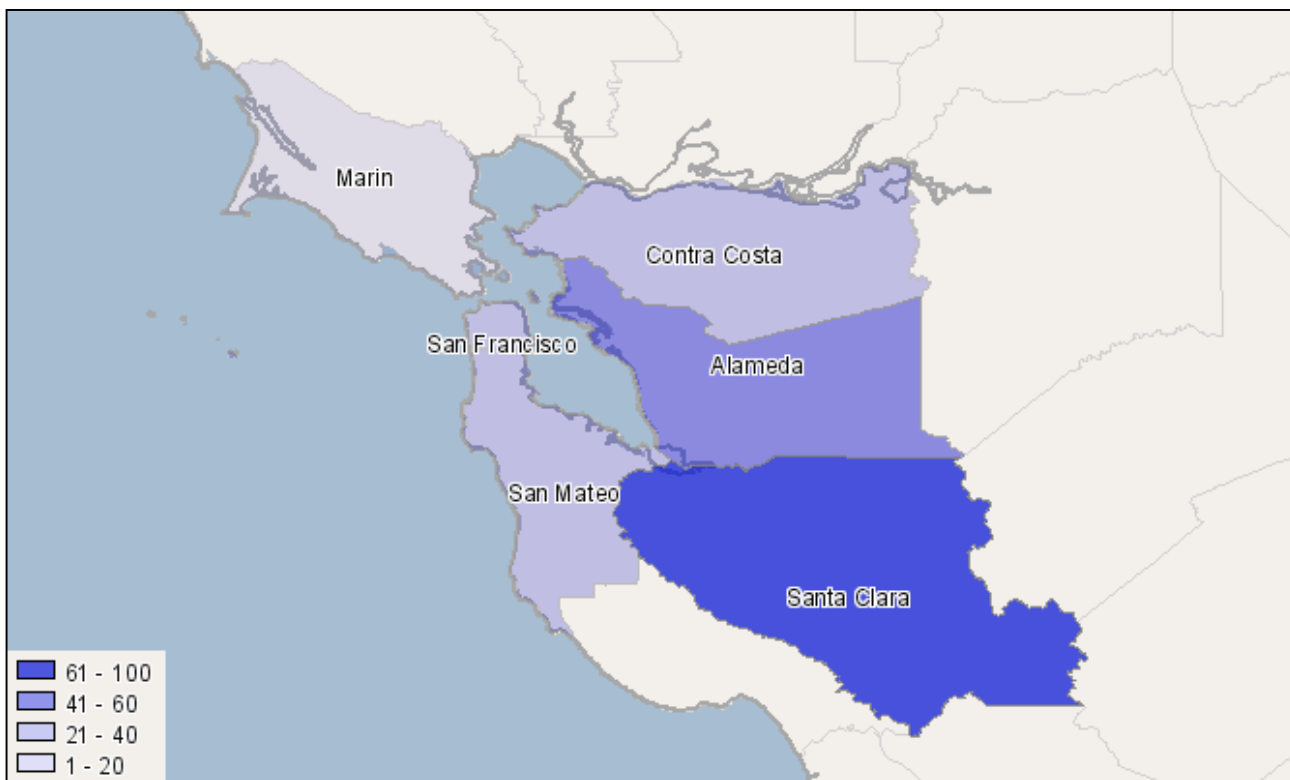 Marin
Contra Costa
San Francisco
Alameda
San Mateo
Santa Clara
61 - 100
41 - 60
21 - 40
1 - 20